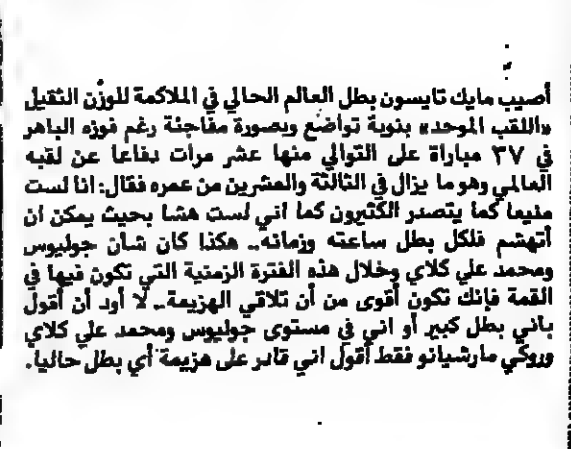 أصيب مايك تايسون بطل العالم الحالي في الملاكمة للوزن الثقيل
«اللقب الموحد» بنوبة تواضع وبصورة مفاجئة رغم فوزه الباهر
في ٣٧ مباراة على التوالي منها عشر مرات دفاعا عن لقبه
العالمي وهو ما يزال في الثالثة والعشرين من عمره فقال: انا لست
منيعا كما يتصدر الكثيرون كما اني لست هشا بحيث يمكن ان
أتهشم فلكل بطل ساعته وزمانه.. هكذا كان شأن جوليوس
ومحمد علي كلاي وخلال هذه الفترة الزمنية التي تكون فيها في
القمة فإنك تكون أقوى من أن تلاقي الهزيمة.. لا أود أن أقول
باني بطل كبير أو اني في مستوى جوليوس ومحمد علي كلاي
وروكي مارشيانو فقط أقول اني قادر على هزيمة أي بطل حاليا.